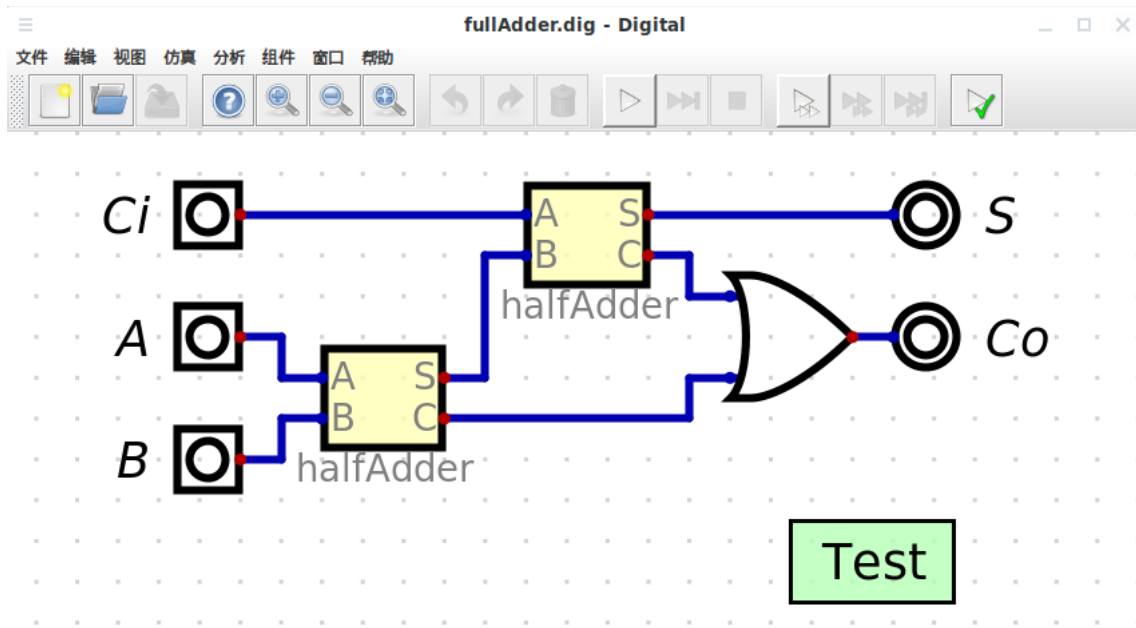 fullAdder.dig - Digital
文件 编辑 视图 仿真 分析 组件 窗口 帮助
Ci
A S
B C
halfAdder
S
A
A S
B C
halfAdder
B
Co
Test